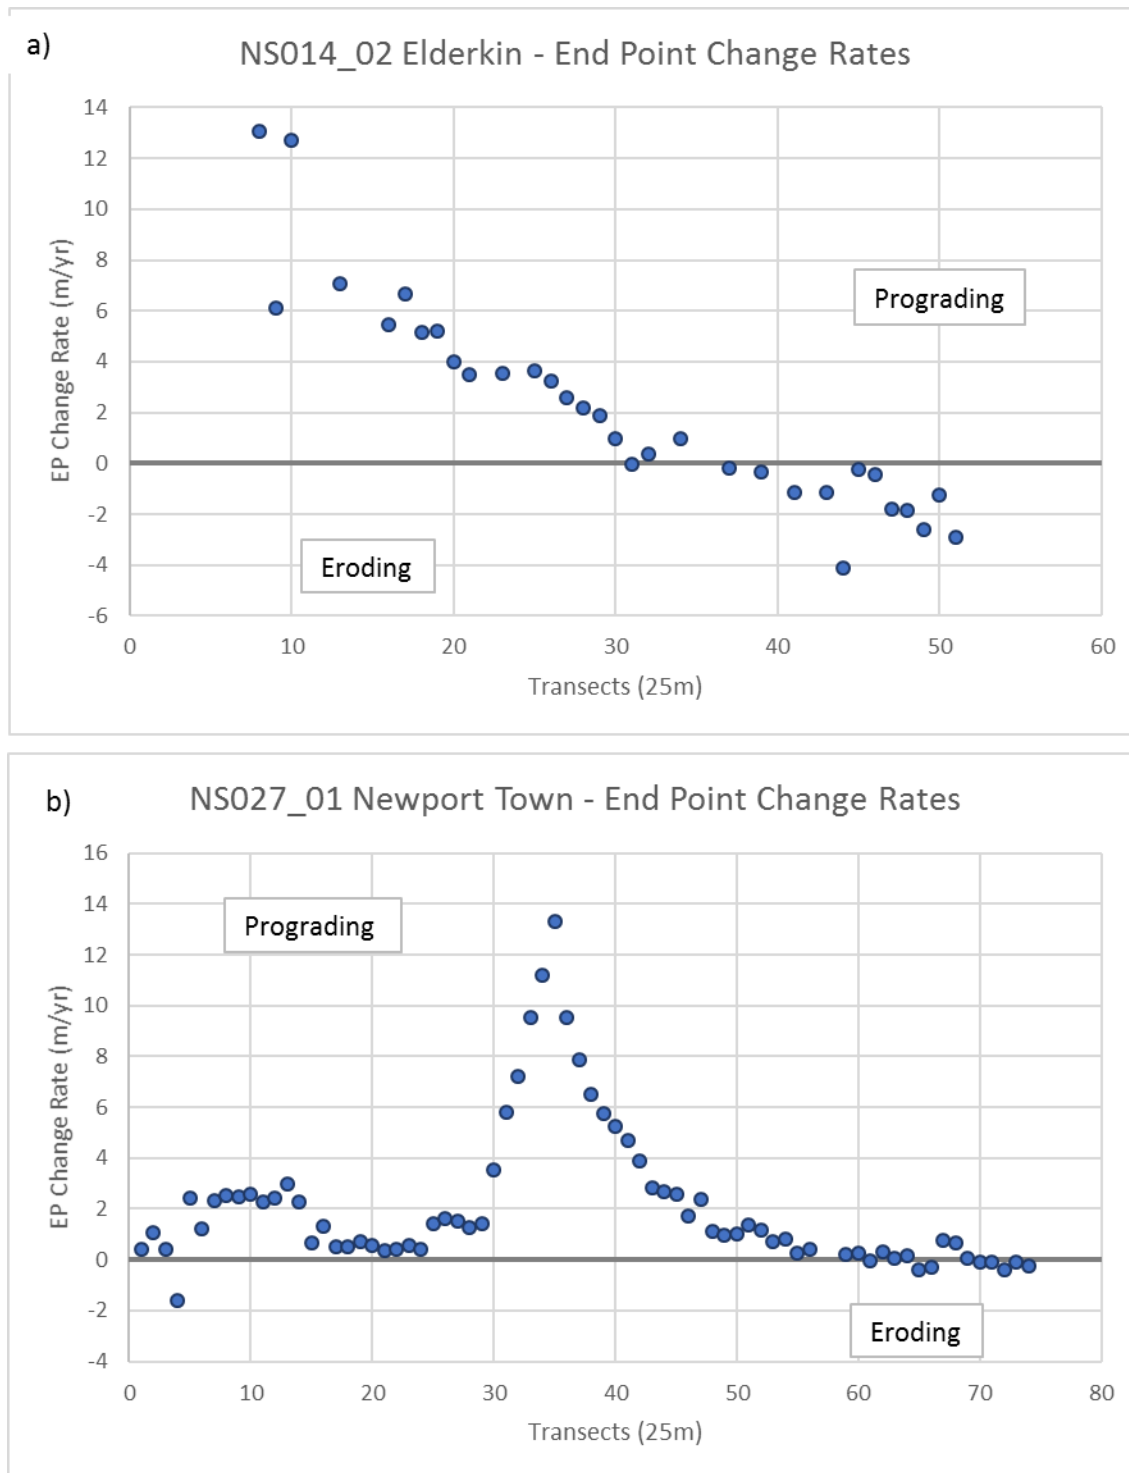 a)
NS014_02 Elderkin - End Point Change Rates
EP Change Rate (m/yr)
14
12
10
8
6
4
2
0
-2
-4
-6
Prograding
Eroding
0 10 20 30 40 50 60
Transects (25m)
b)
NS027_01 Newport Town - End Point Change Rates
EP Change Rate (m/yr)
16
14
12
10
8
6
4
2
0
-2
-4
Prograding
Eroding
0 10 20 30 40 50 60 70 80
Transects (25m)